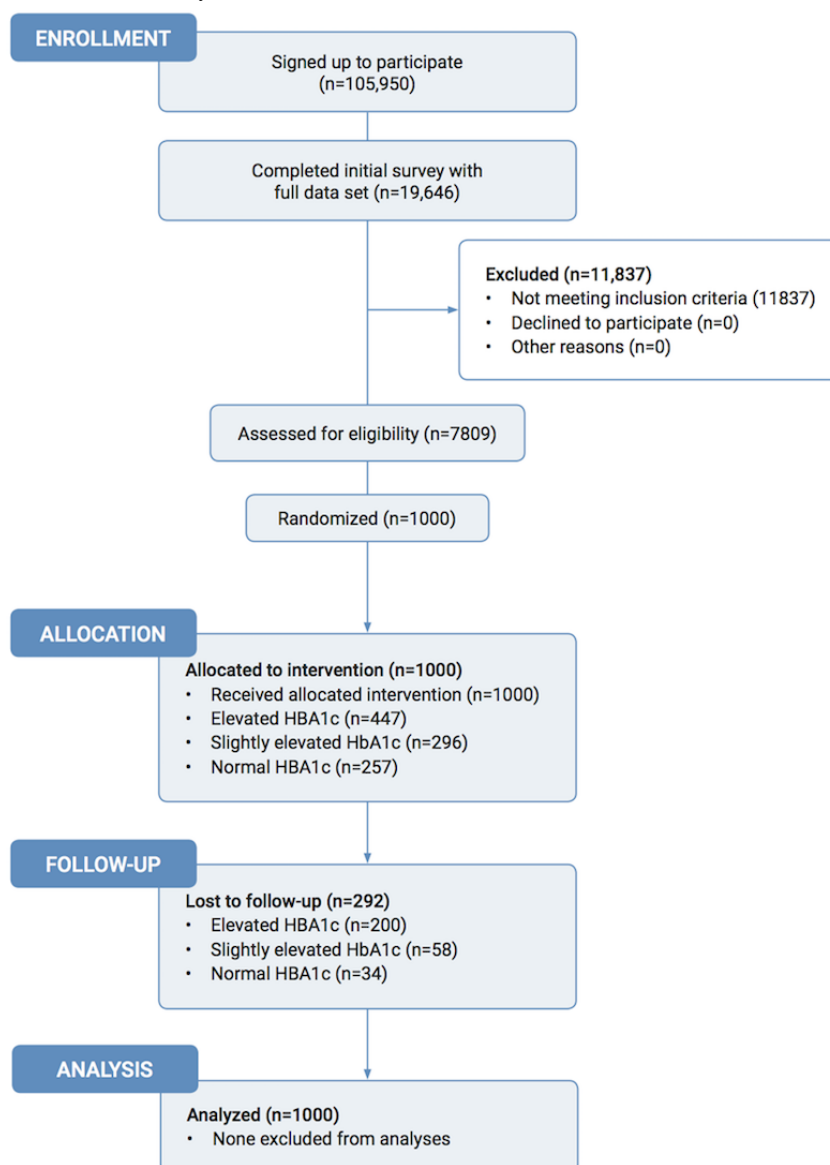 ENROLLMENT
Signed up to participate
(n=105,950)
Completed initial survey with
full data set (n=19,646)
Excluded (n=11,837)
• Not meeting inclusion criteria (11837)
• Declined to participate (n=0)
• Other reasons (n=0)
Assessed for eligibility (n=7809)
Randomized (n=1000)
ALLOCATION
Allocated to intervention (n=1000)
• Received allocated intervention (n=1000)
• Elevated HBA1c (n=447)
• Slightly elevated HbA1c (n=296)
• Normal HBA1c (n=257)
FOLLOW-UP
Lost to follow-up (n=292)
• Elevated HBA1c (n=200)
• Slightly elevated HbA1c (n=58)
• Normal HBA1c (n=34)
ANALYSIS
Analyzed (n=1000)
• None excluded from analyses